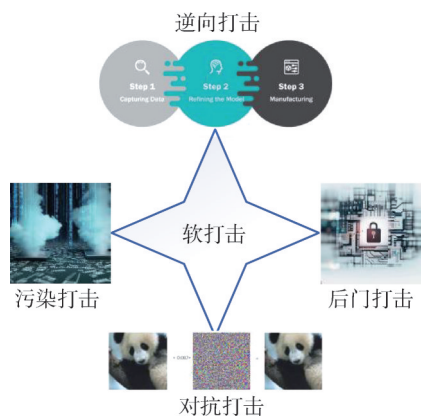 逆向打击
Step 1
Capturing Data
Step 2
Refining the Model
Step 3
Manufacturing
软打击
污染打击
后门打击
对抗打击